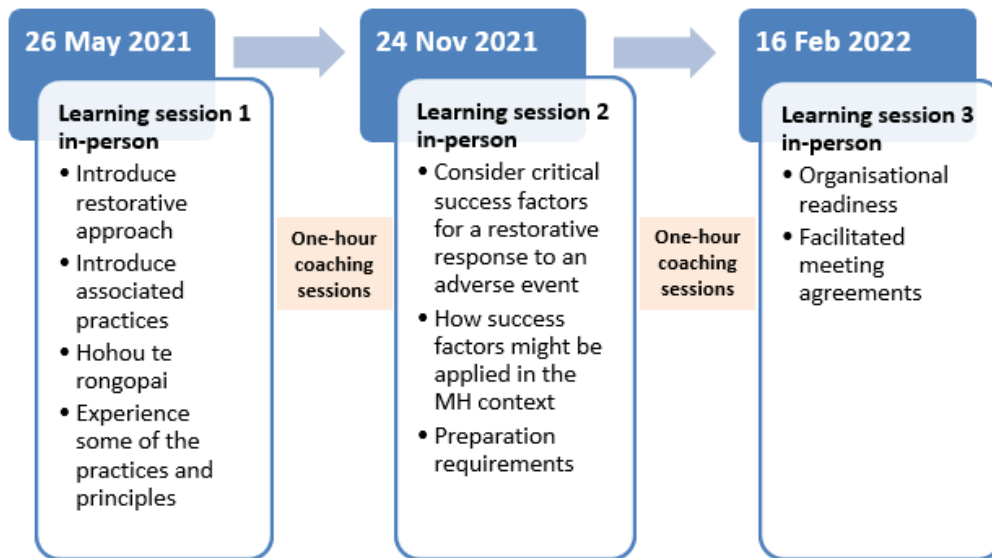 26 May 2021
Learning session 1
in-person
• Introduce
restorative
approach
• Introduce
associated
practices
• Hohou te
rongopai
• Experience
some of the
practices and
principles
One-hour
coaching
sessions
24 Nov 2021
Learning session 2
in-person
• Consider critical
success factors
for a restorative
response to an
adverse event
• How success
factors might be
applied in the
MH context
• Preparation
requirements
One-hour
coaching
sessions
16 Feb 2022
Learning session 3
in-person
• Organisational
readiness
• Facilitated
meeting
agreements